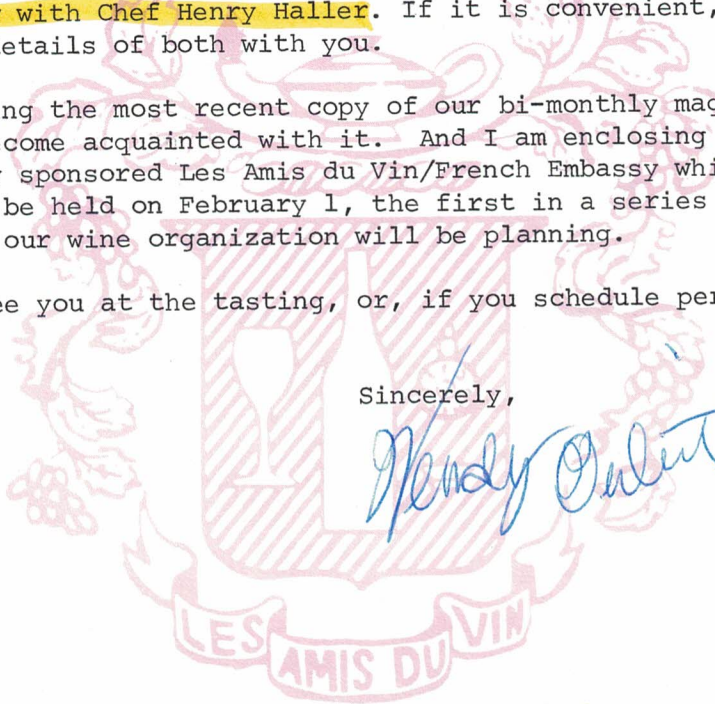 with Chef Henry Haller. If it is convenient,
etails of both with you.
ng the most recent copy of our bi-monthly mag
come acquainted with it. And I am enclosing
sponsored Les Amis du Vin/French Embassy whi
be held on February 1, the first in a series
our wine organization will be planning.
ee you at the tasting, or, if you schedule per
Sincerely,
Wendy
LES AMIS DU VIN